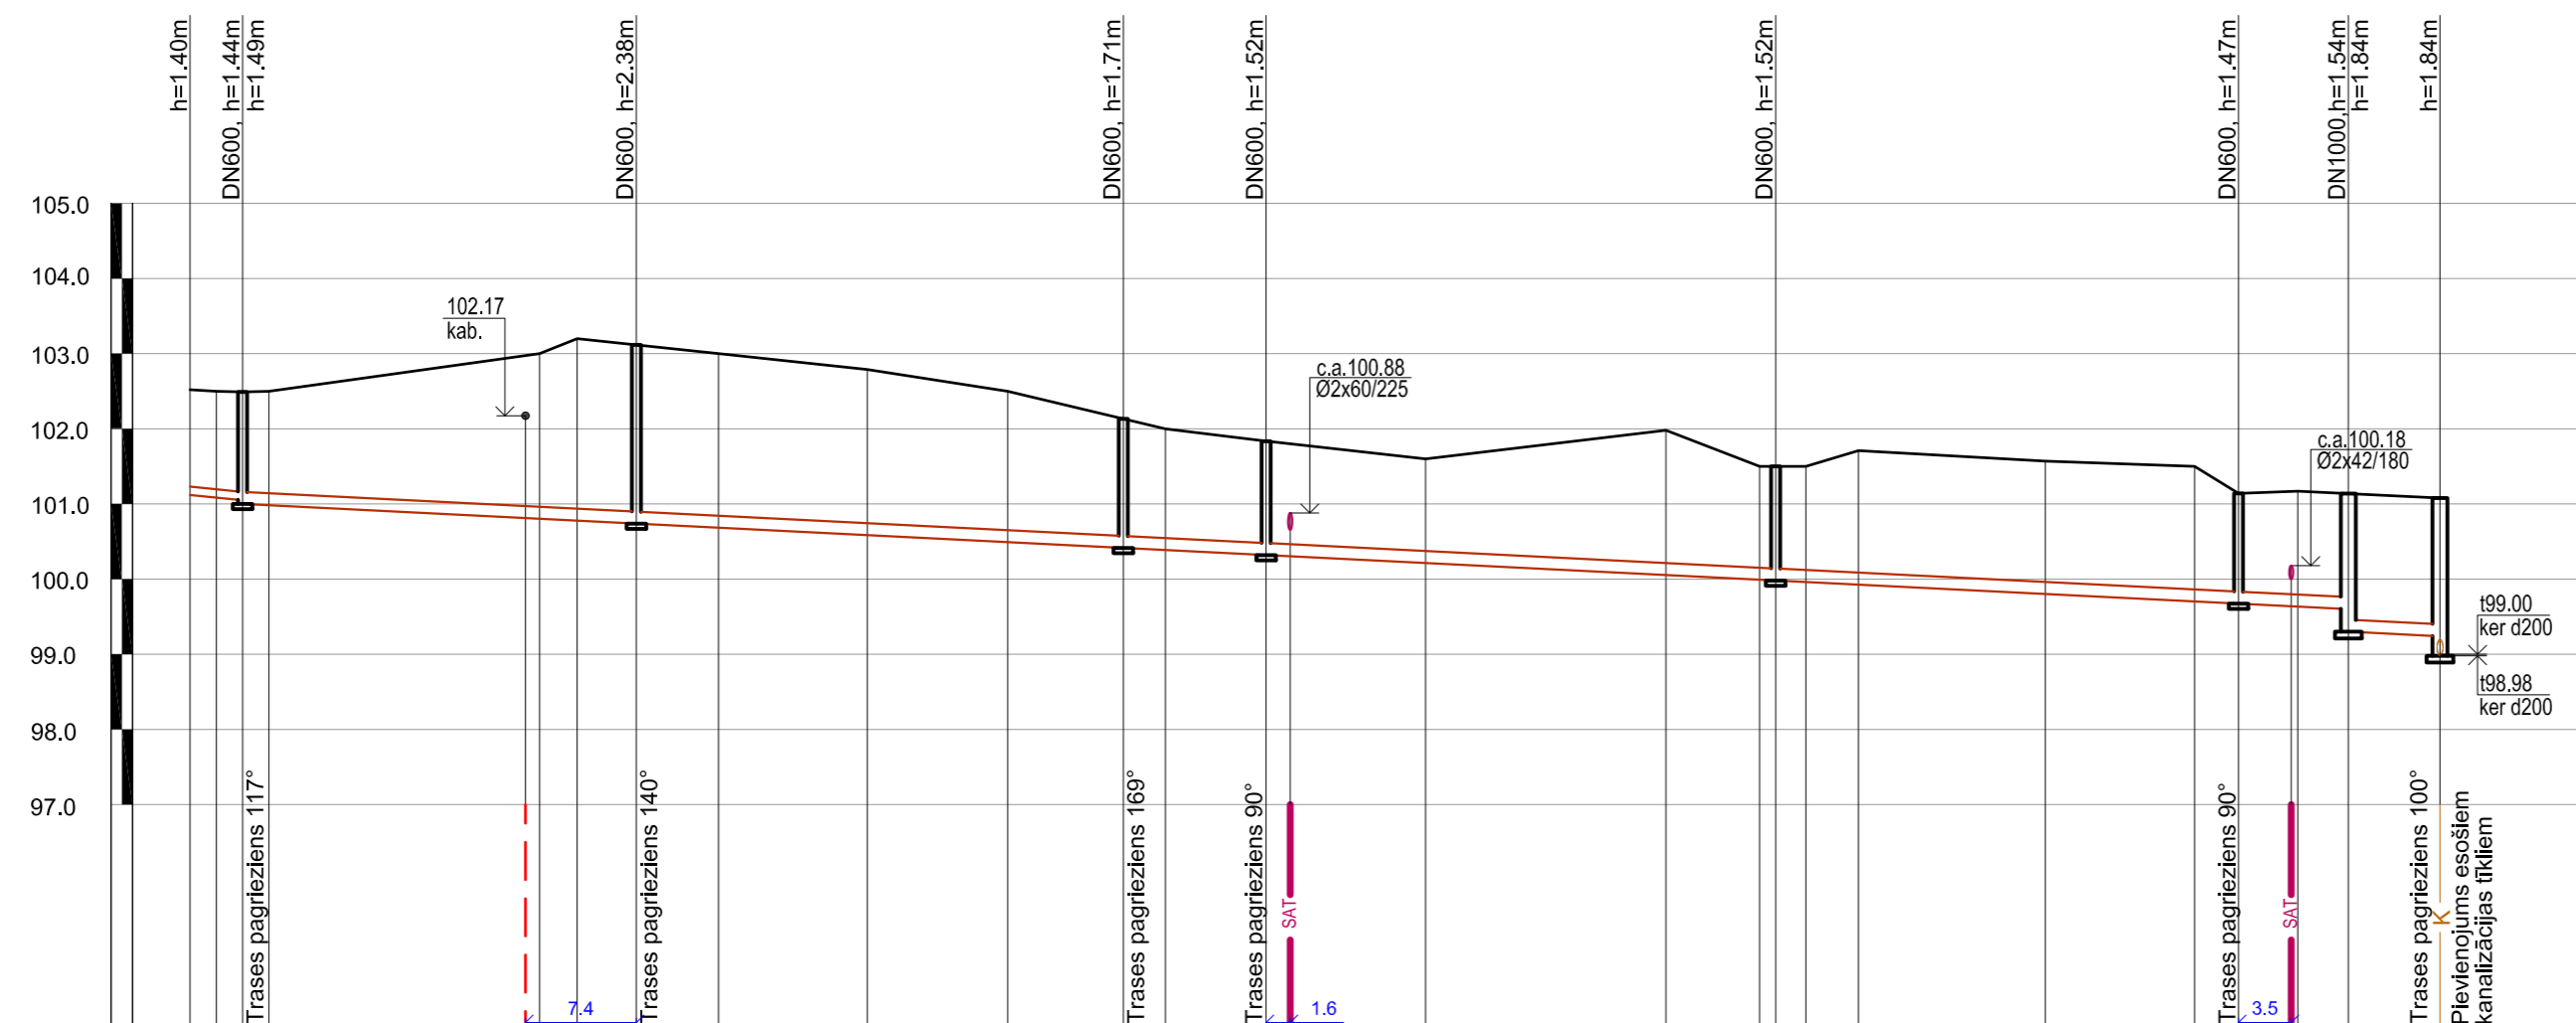 h=1.40m
DN600, h=1.44m
h=1.49m
DN600, h=2.38m
DN600, h=1.71m
DN600, h=1.52m
DN600, h=1.52m
DN600, h=1.47m
DN1000,h=1.54m
h=1.84m
h=1.84m
105.0
104.0
103.0
102.0
101.0
100.0
99.0
98.0
97.0
102.17
kab.
c.a.100.88
Ø2x60/225
c.a.100.18
Ø2x42/180
t99.00
ker d200
t98.98
ker d200
Trases pagrieziens 117°
Trases pagrieziens 140°
Trases pagrieziens 169°
Trases pagrieziens 90°
SAT
Trases pagrieziens 90°
SAT
Trases pagrieziens 100°
K
Pievienojums esošiem
kanalizācijas tīkliem
7.4
1.6
3.5